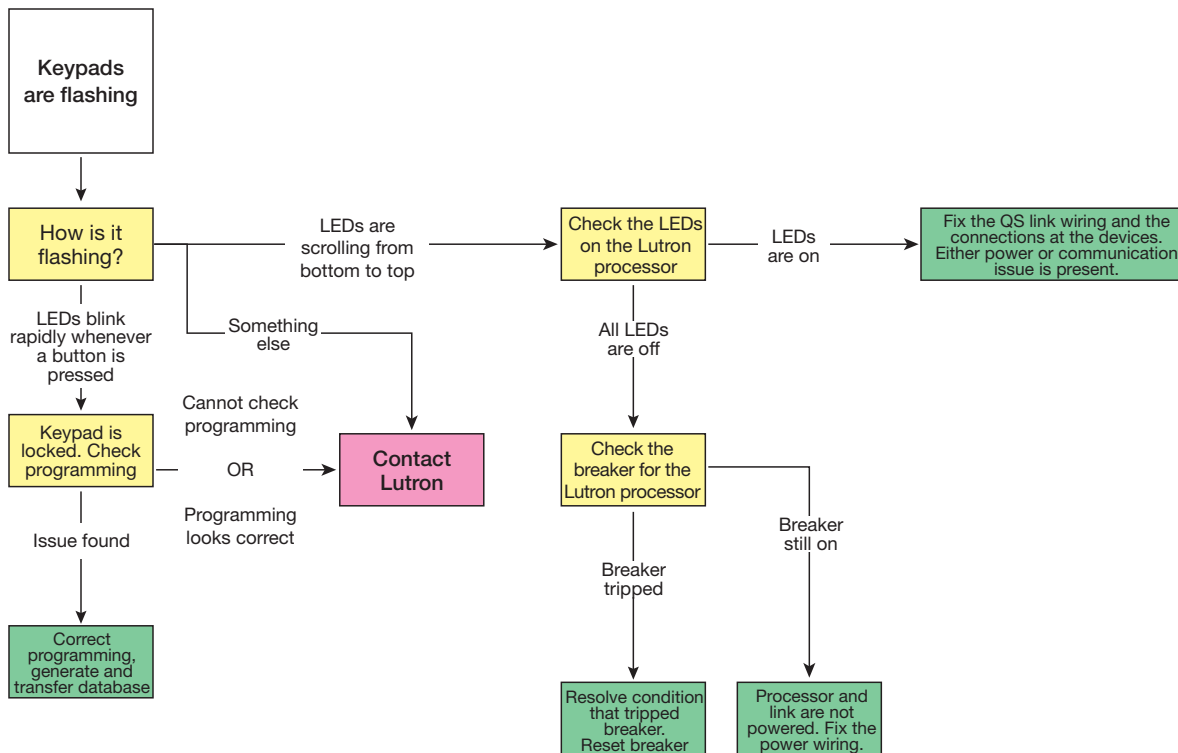 Keypads
are flashing
How is it
flashing?
LEDs are
scrolling from
bottom to top
Check the LEDs
on the Lutron
processor
LEDs
are on
Fix the QS link wiring and the
connections at the devices.
Either power or communication
issue is present.
LEDs blink
rapidly whenever
a button is
pressed
Something
else
All LEDs
are off
Keypad is
locked. Check
programming
Cannot check
programming
OR
Programming
looks correct
Contact
Lutron
Check the
breaker for the
Lutron processor
Issue found
Breaker
tripped
Breaker
still on
Correct
programming,
generate and
transfer database
Resolve condition
that tripped
breaker.
Reset breaker
Processor and
link are not
powered. Fix the
power wiring.